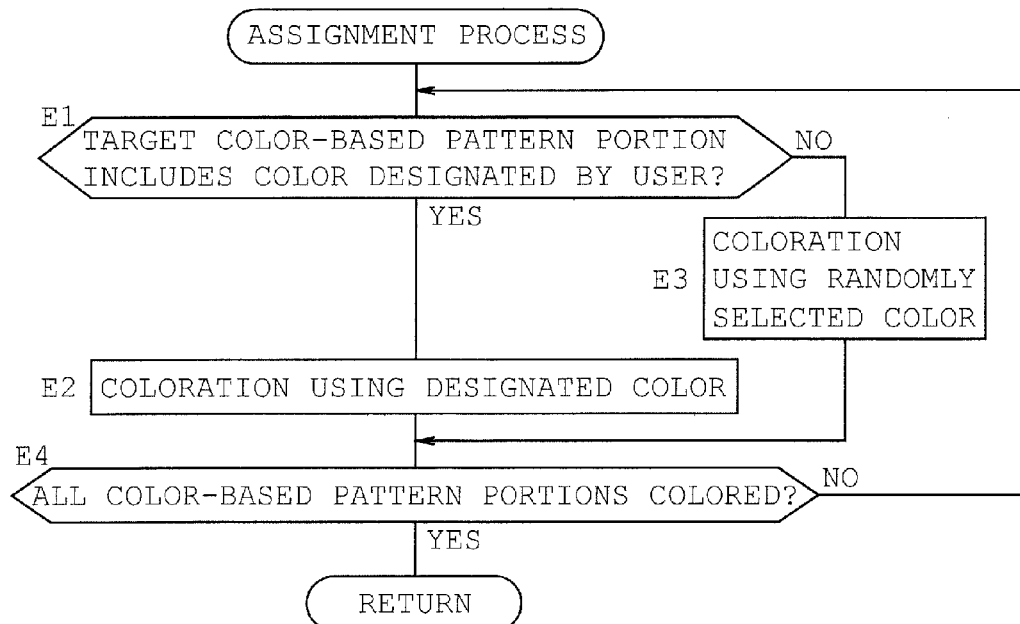 ASSIGNMENT PROCESS
E1
TARGET COLOR-BASED PATTERN PORTION
INCLUDES COLOR DESIGNATED BY USER?
NO
YES
COLORATION
E3 USING RANDOMLY
SELECTED COLOR
E2 COLORATION USING DESIGNATED COLOR
E4
ALL COLOR-BASED PATTERN PORTIONS COLORED?
NO
YES
RETURN